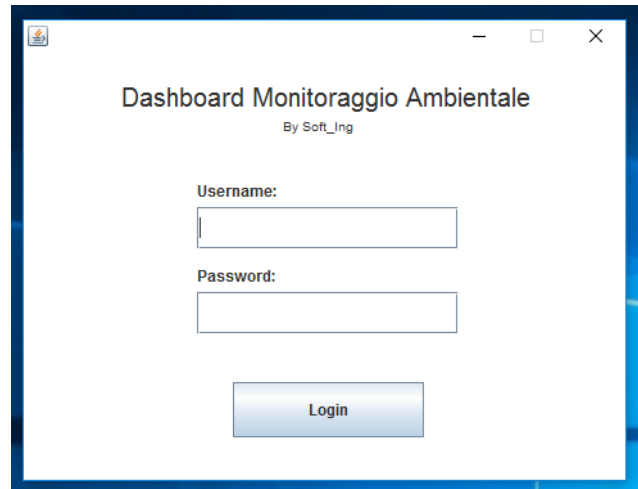 Dashboard Monitoraggio Ambientale
By Soft_Ing
Username:
Password:
Login